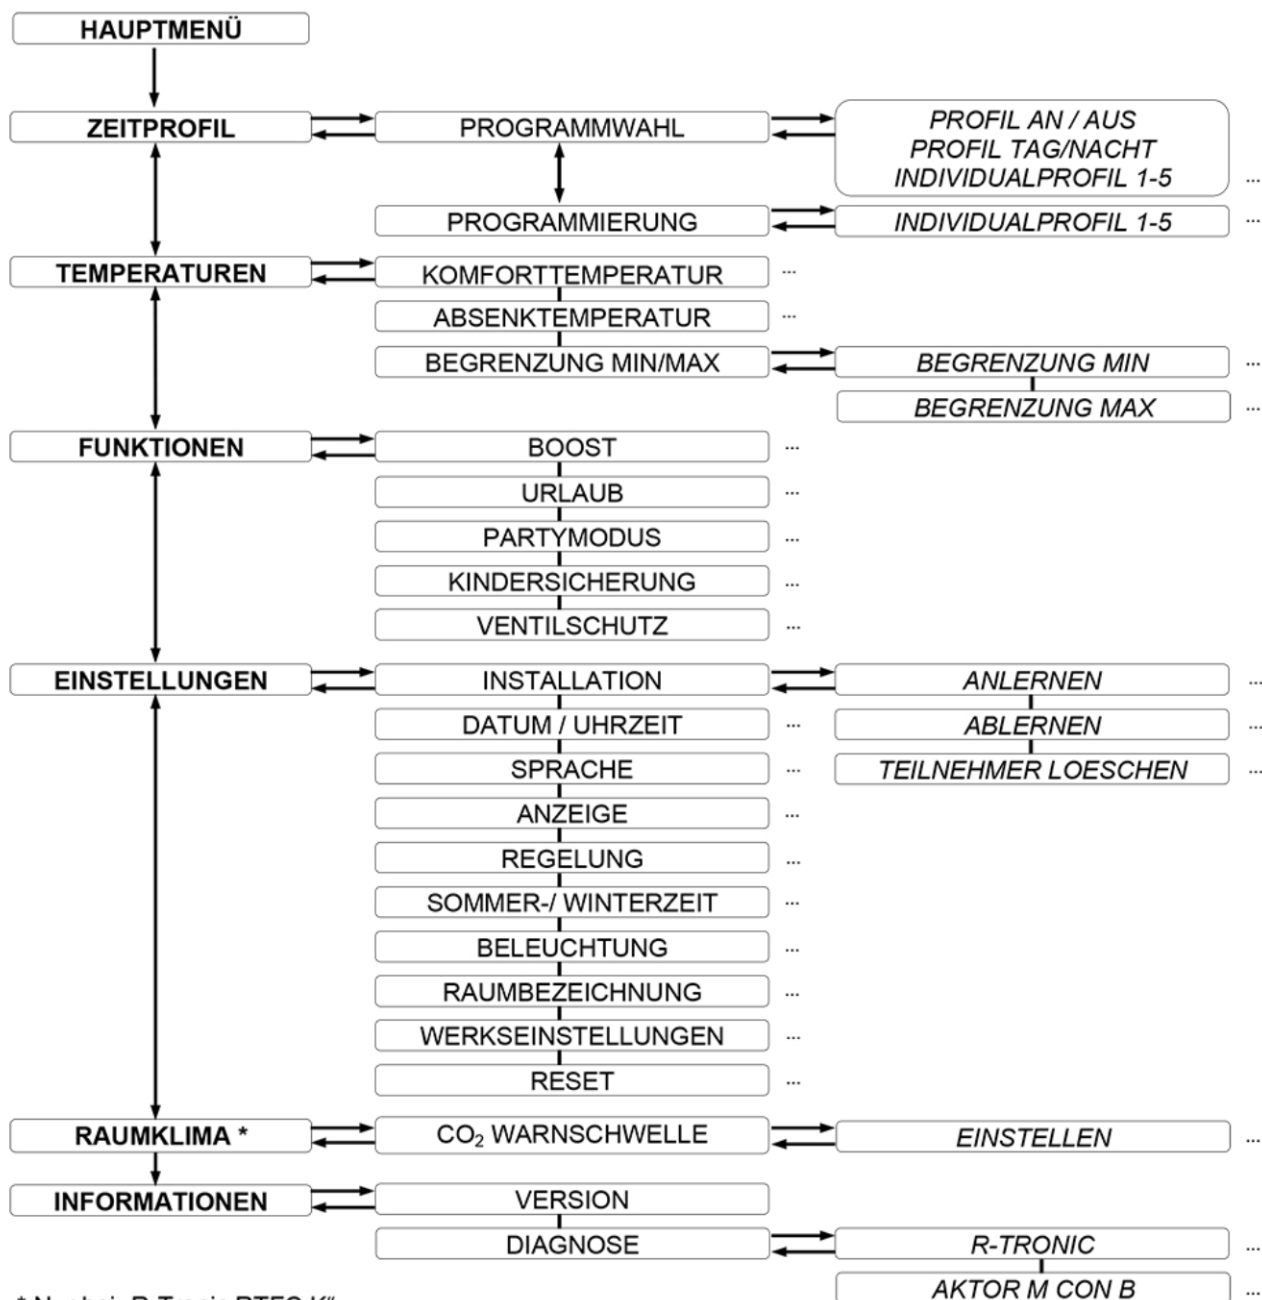 HAUPTMENÜ
ZEITPROFIL
PROGRAMMWAHL
PROFIL AN / AUS
PROFIL TAG/NACHT
INDIVIDUALPROFIL 1-5
...
PROGRAMMIERUNG
INDIVIDUALPROFIL 1-5
...
TEMPERATUREN
KOMFORTTEMPERATUR
...
ABSENKTEMPERATUR
...
BEGRENZUNG MIN/MAX
BEGRENZUNG MIN
...
BEGRENZUNG MAX
...
FUNKTIONEN
BOOST
...
URLAUB
...
PARTYMODUS
...
KINDERSICHERUNG
...
VENTILSCHUTZ
...
EINSTELLUNGEN
INSTALLATION
ANLERNEN
...
DATUM / UHRZEIT
...
ABLERNEN
...
SPRACHE
...
TEILNEHMER LOESCHEN
...
ANZEIGE
...
REGELUNG
...
SOMMER-/ WINTERZEIT
...
BELEUCHTUNG
...
RAUMBEZEICHNUNG
...
WERKSEINSTELLUNGEN
...
RESET
...
RAUMKLIMA *
CO₂ WARNSCHWELLE
EINSTELLEN
...
INFORMATIONEN
VERSION
DIAGNOSE
R-TRONIC
...
AKTOR M CON B
...